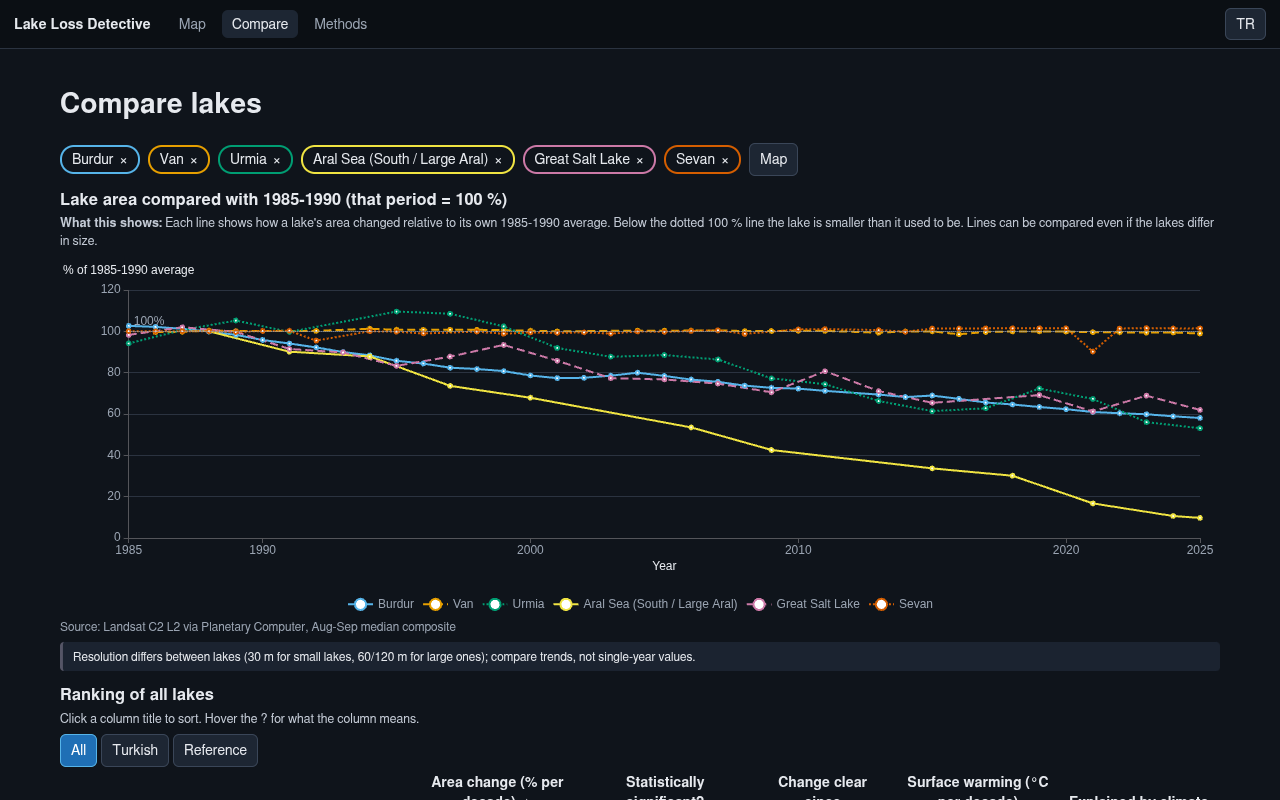 Lake Loss Detective Map Compare Methods TR
Compare lakes
Burdur × Van × Urmia × Aral Sea (South / Large Aral) × Great Salt Lake × Sevan × Map
Lake area compared with 1985-1990 (that period = 100 %)
What this shows: Each line shows how a lake's area changed relative to its own 1985-1990 average. Below the dotted 100 % line the lake is smaller than it used to be. Lines can be compared even if the lakes differ
in size.
% of 1985-1990 average
120
100
100%
80
60
40
20
0
1985 1990 2000 2010 2020 2025
Year
Burdur Van Urmia Aral Sea (South / Large Aral) Great Salt Lake Sevan
Source: Landsat C2 L2 via Planetary Computer, Aug-Sep median composite
Resolution differs between lakes (30 m for small lakes, 60/120 m for large ones); compare trends, not single-year values.
Ranking of all lakes
Click a column title to sort. Hover the ? for what the column means.
All Turkish Reference
Area change (% per Statistically Change clear Surface warming (°C
decade) significant? since per decade) Explained by climate